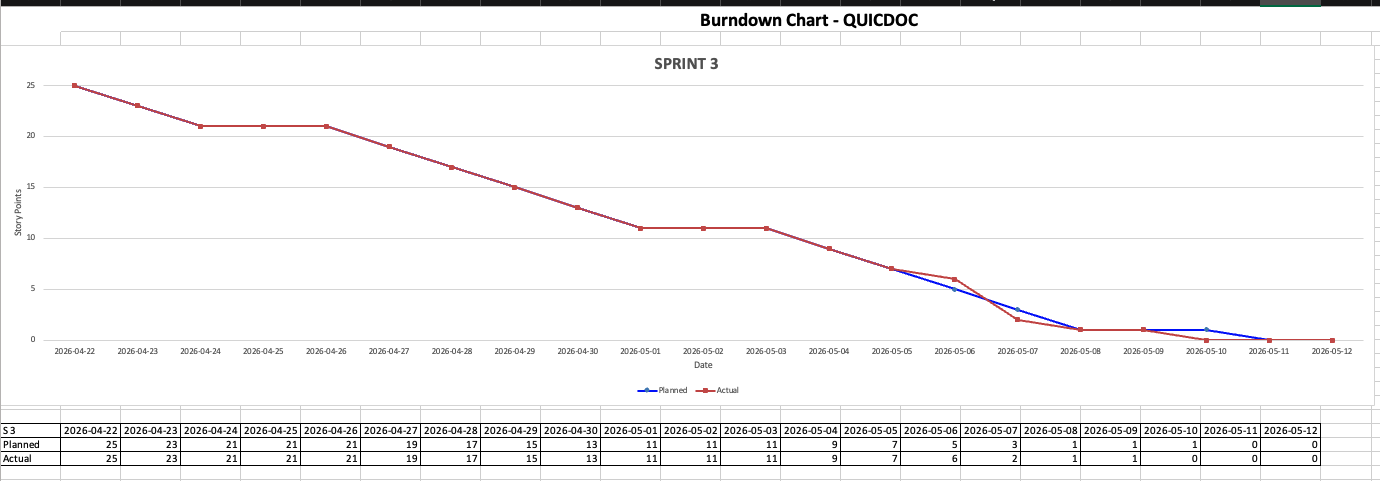 Burndown Chart - QUICDOC
SPRINT 3
25
20
15
10
5
0
Story Points
2026-04-22 2026-04-23 2026-04-24 2026-04-25 2026-04-26 2026-04-27 2026-04-28 2026-04-29 2026-04-30 2026-05-01 2026-05-02 2026-05-03 2026-05-04 2026-05-05 2026-05-06 2026-05-07 2026-05-08 2026-05-09 2026-05-10 2026-05-11 2026-05-12
Date
Planned Actual
S3 2026-04-22 2026-04-23 2026-04-24 2026-04-25 2026-04-26 2026-04-27 2026-04-28 2026-04-29 2026-04-30 2026-05-01 2026-05-02 2026-05-03 2026-05-04 2026-05-05 2026-05-06 2026-05-07 2026-05-08 2026-05-09 2026-05-10 2026-05-11 2026-05-12
Planned 25 23 21 21 21 19 17 15 13 11 11 11 9 7 5 3 1 1 1 0 0
Actual 25 23 21 21 21 19 17 15 13 11 11 11 9 7 6 2 1 1 0 0 0